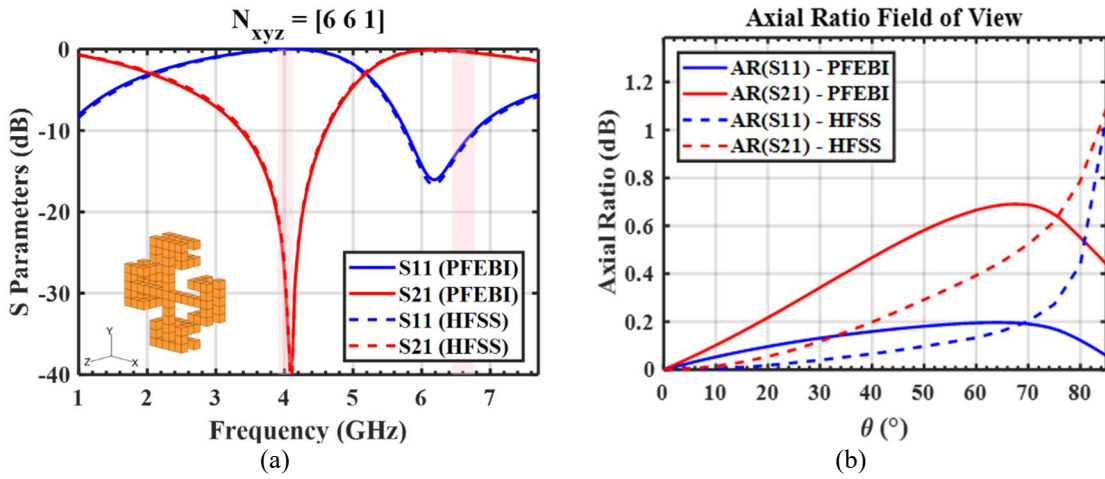 N_xyz = [6 6 1]
S Parameters (dB)
0
-10
-20
-30
-40
1 2 3 4 5 6 7
Frequency (GHz)
S11 (PFEBI)
S21 (PFEBI)
S11 (HFSS)
S21 (HFSS)
Y
Z X
(a)
Axial Ratio Field of View
Axial Ratio (dB)
1.2
1
0.8
0.6
0.4
0.2
0
0 10 20 30 40 50 60 70 80
θ (°)
AR(S11) - PFEBI
AR(S21) - PFEBI
AR(S11) - HFSS
AR(S21) - HFSS
(b)